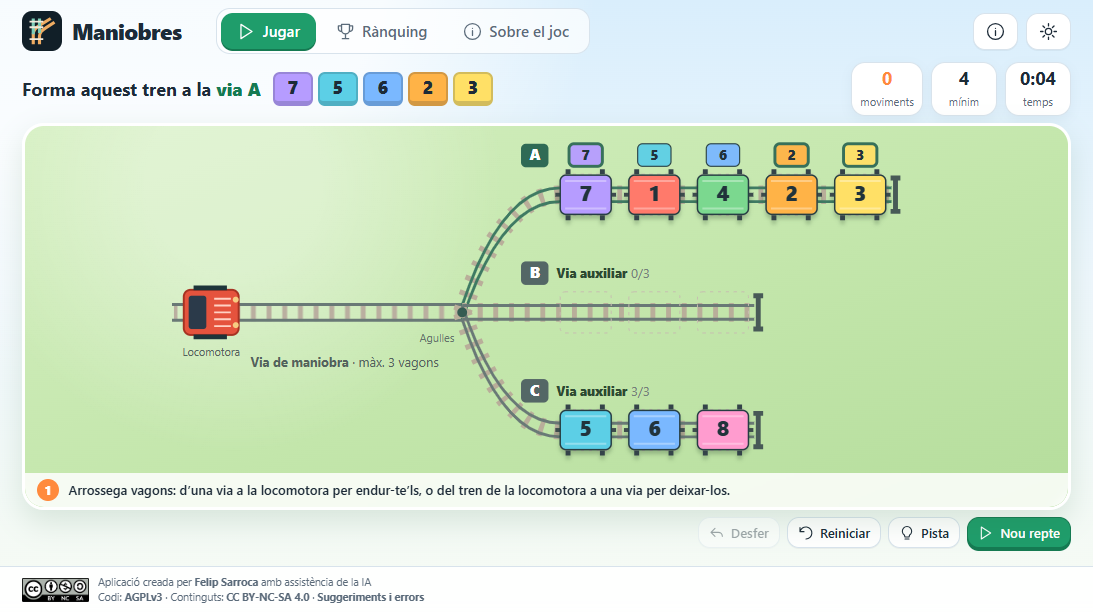 Maniobres
Jugar
Rànquing
Sobre el joc
Forma aquest tren a la via A 7 5 6 2 3
0 moviments
4 mínim
0:04 temps
A 7 5 6 2 3
7 1 4 2 3
B Via auxiliar 0/3
Locomotora
Agulles
Via de maniobra · màx. 3 vagons
C Via auxiliar 3/3
5 6 8
1 Arrossega vagons: d’una via a la locomotora per endur-te’ls, o del tren de la locomotora a una via per deixar-los.
Desfer
Reiniciar
Pista
Nou repte
cc BY NC SA
Aplicació creada per Felip Sarroca amb assistència de la IA
Codi: AGPLv3 · Continguts: CC BY-NC-SA 4.0 · Suggeriments i errors